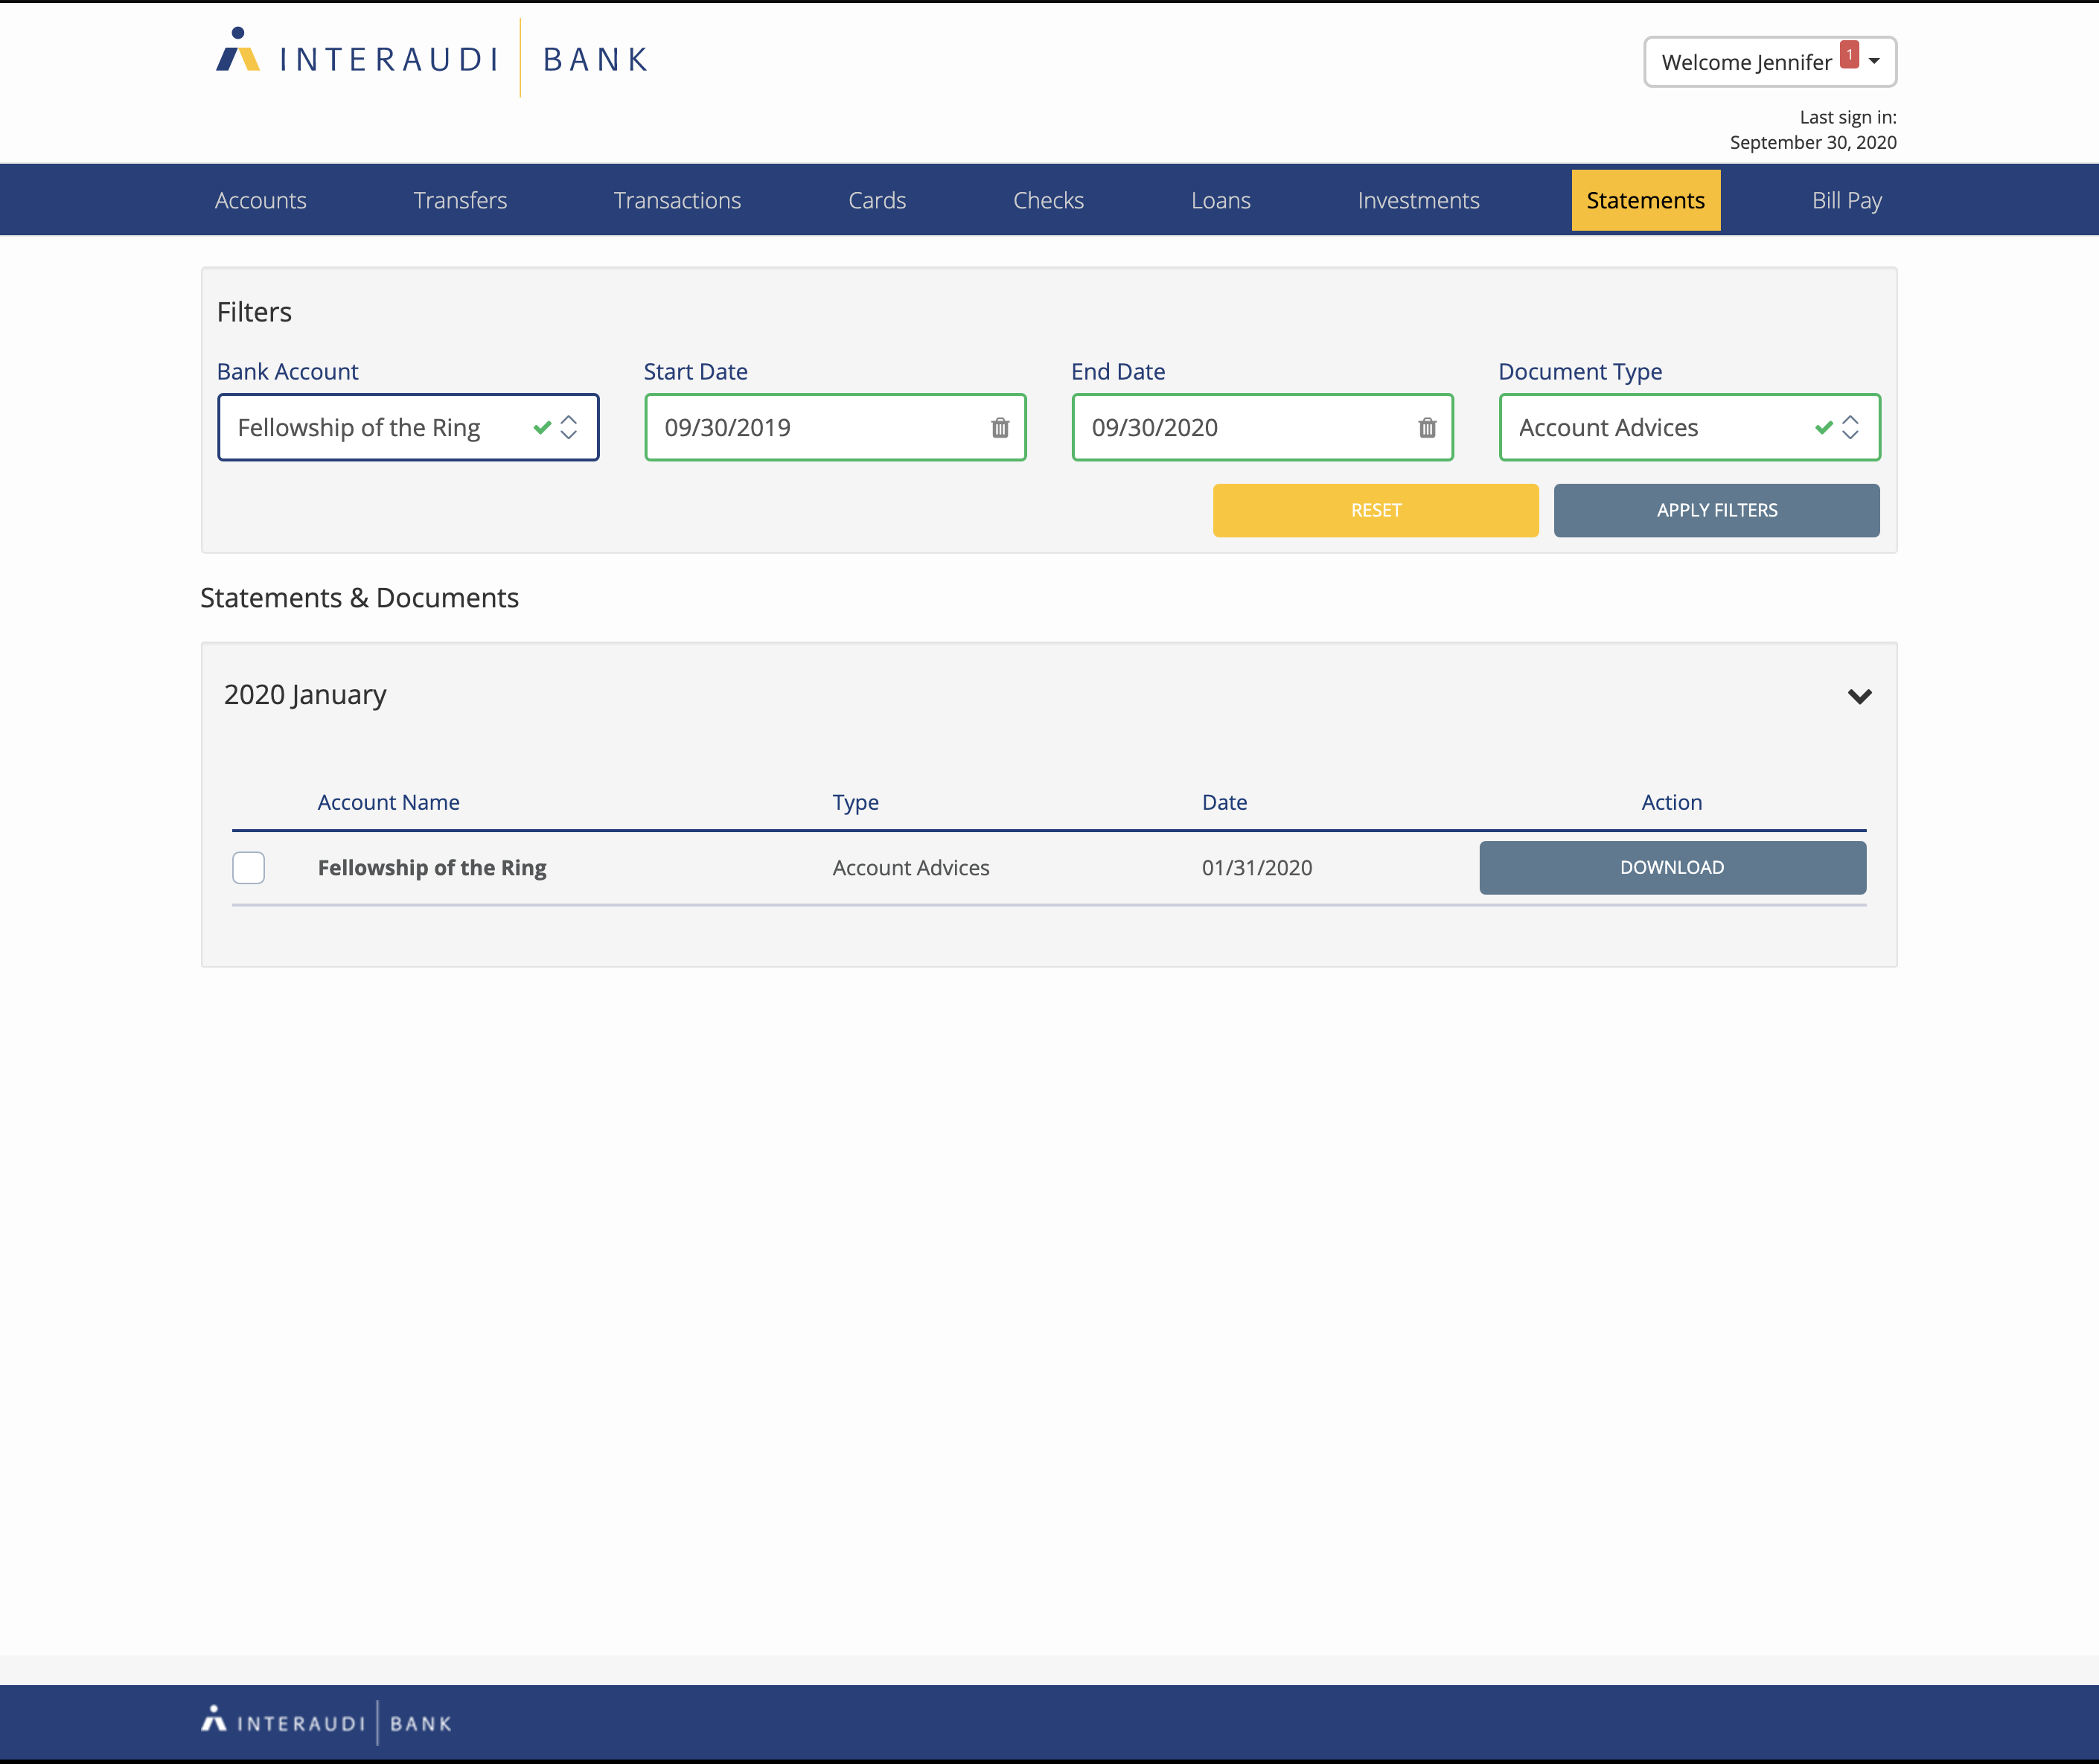 INTERAUDI BANK
Welcome Jennifer 1
Last sign in:
September 30, 2020
Accounts Transfers Transactions Cards Checks Loans Investments Statements Bill Pay
Filters
Bank Account Start Date End Date Document Type
Fellowship of the Ring 09/30/2019 09/30/2020 Account Advices
RESET APPLY FILTERS
Statements & Documents
2020 January
Account Name Type Date Action
Fellowship of the Ring Account Advices 01/31/2020 DOWNLOAD
INTERAUDI BANK